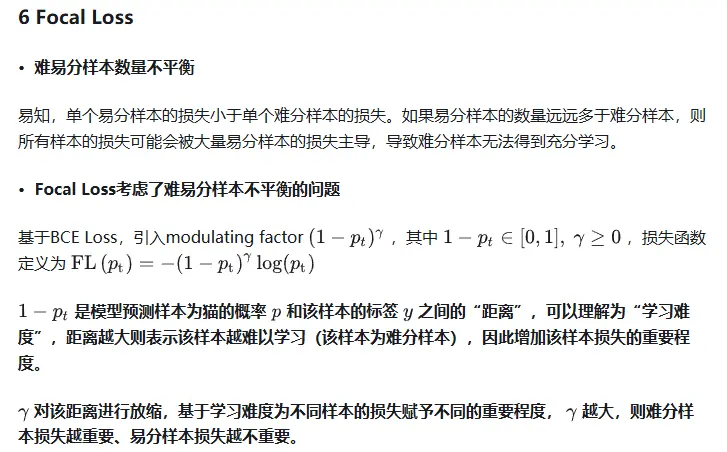 6 Focal Loss
• 难易分样本数量不平衡
易知，单个易分样本的损失小于单个难分样本的损失。如果易分样本的数量远远多于难分样本，则
所有样本的损失可能会被大量易分样本的损失主导，导致难分样本无法得到充分学习。
• Focal Loss考虑了难易分样本不平衡的问题
基于BCE Loss，引入modulating factor (1 − pₜ)^γ ，其中 1 − pₜ ∈ [0, 1], γ ≥ 0 ，损失函数
定义为 FL (pₜ) = −(1 − pₜ)^γ log(pₜ)
1 − pₜ 是模型预测样本为猫的概率 p 和该样本的标签 y 之间的“距离”，可以理解为“学习难
度”，距离越大则表示该样本越难以学习（该样本为难分样本），因此增加该样本损失的重要程
度。
γ 对该距离进行放缩，基于学习难度为不同样本的损失赋予不同的重要程度， γ 越大，则难分样
本损失越重要、易分样本损失越不重要。